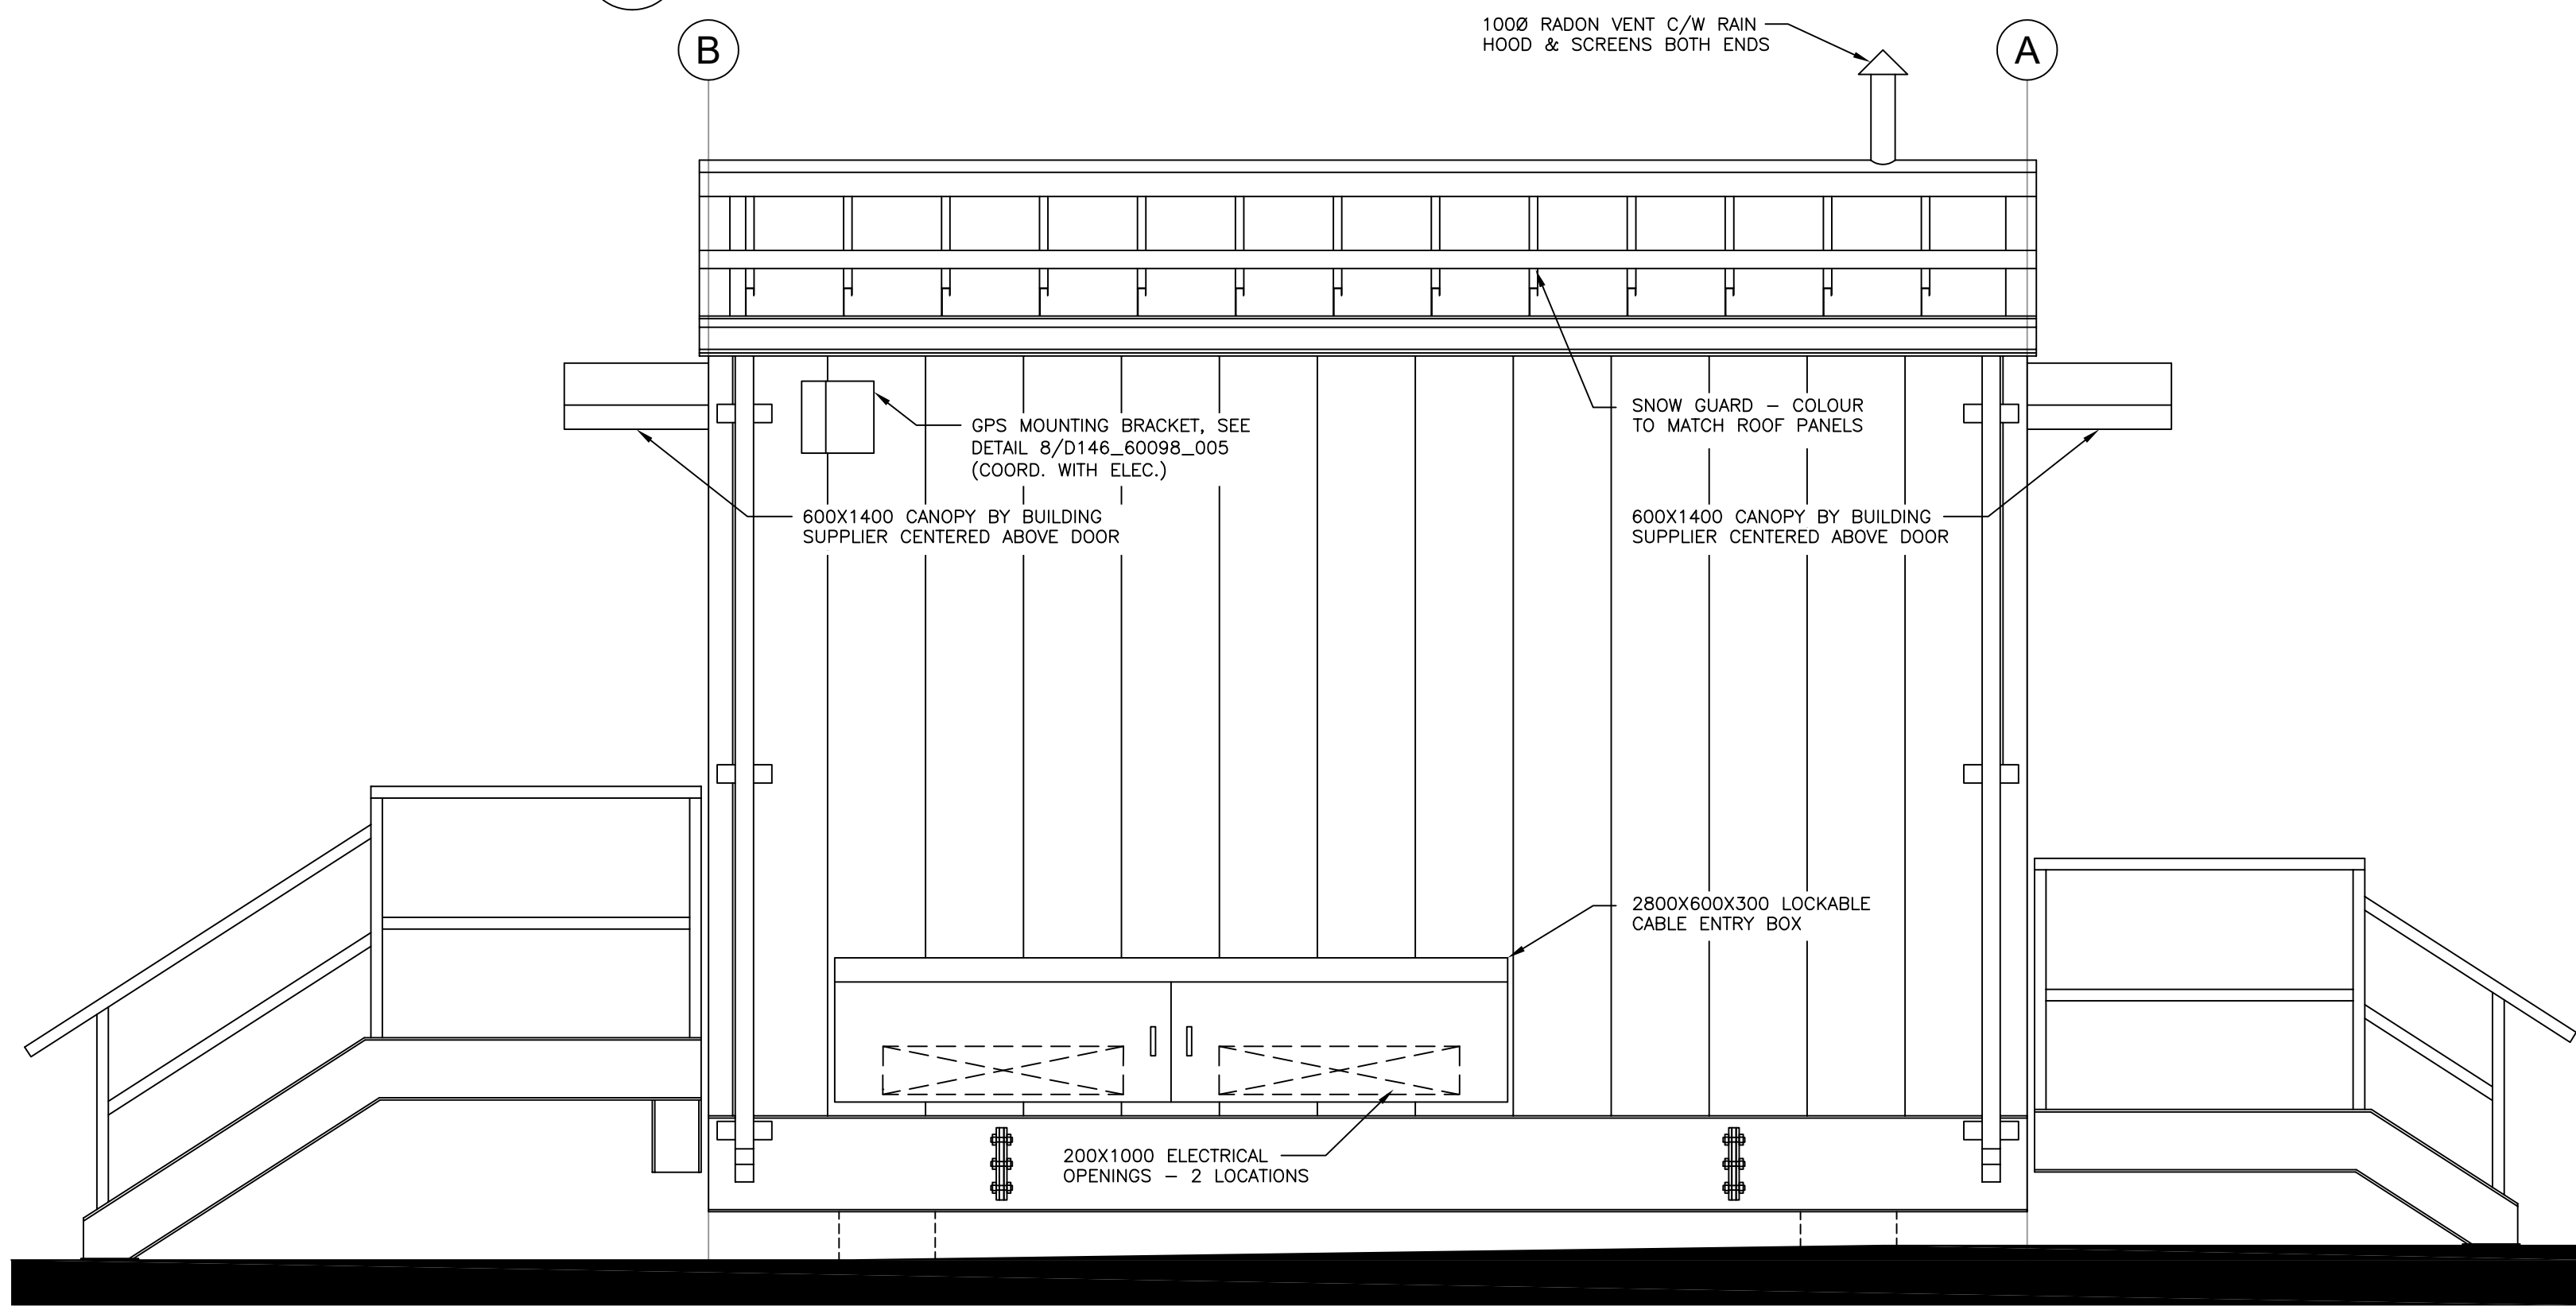 100Ø RADON VENT C/W RAIN
HOOD & SCREENS BOTH ENDS
B
A
SNOW GUARD – COLOUR
TO MATCH ROOF PANELS
GPS MOUNTING BRACKET, SEE
DETAIL 8/D146_60098_005
(COORD. WITH ELEC.)
600X1400 CANOPY BY BUILDING
SUPPLIER CENTERED ABOVE DOOR
600X1400 CANOPY BY BUILDING
SUPPLIER CENTERED ABOVE DOOR
2800X600X300 LOCKABLE
CABLE ENTRY BOX
200X1000 ELECTRICAL
OPENINGS – 2 LOCATIONS